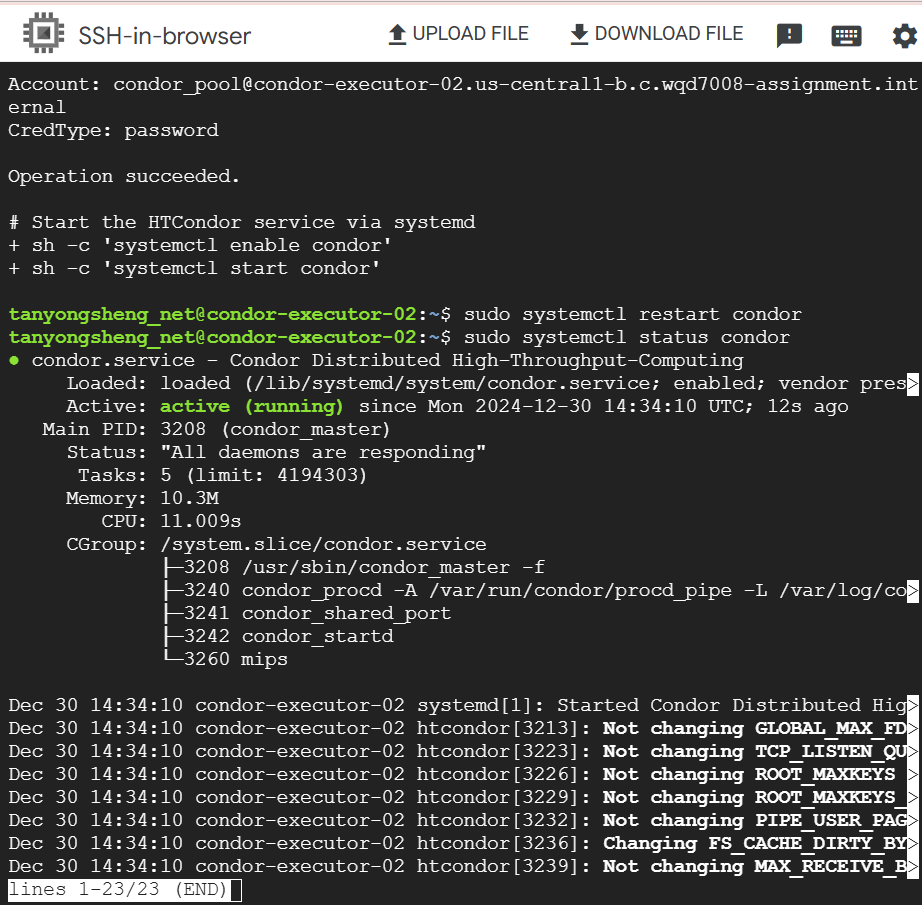 SSH-in-browser
UPLOAD FILE
DOWNLOAD FILE
Account: condor_pool@condor-executor-02.us-central1-b.c.wqd7008-assignment.int
ernal
CredType: password
Operation succeeded.
# Start the HTCondor service via systemd
+ sh -c 'systemctl enable condor'
+ sh -c 'systemctl start condor'
tanyongsheng_net@condor-executor-02:~$ sudo systemctl restart condor
tanyongsheng_net@condor-executor-02:~$ sudo systemctl status condor
● condor.service - Condor Distributed High-Throughput-Computing
Loaded: loaded (/lib/systemd/system/condor.service; enabled; vendor pres>
Active: active (running) since Mon 2024-12-30 14:34:10 UTC; 12s ago
Main PID: 3208 (condor_master)
Status: "All daemons are responding"
Tasks: 5 (limit: 4194303)
Memory: 10.3M
CPU: 11.009s
CGroup: /system.slice/condor.service
├─3208 /usr/sbin/condor_master -f
├─3240 condor_procd -A /var/run/condor/procd_pipe -L /var/log/co>
├─3241 condor_shared_port
├─3242 condor_startd
└─3260 mips
Dec 30 14:34:10 condor-executor-02 systemd[1]: Started Condor Distributed Hig>
Dec 30 14:34:10 condor-executor-02 htcondor[3213]: Not changing GLOBAL_MAX_FD>
Dec 30 14:34:10 condor-executor-02 htcondor[3223]: Not changing TCP_LISTEN_QU>
Dec 30 14:34:10 condor-executor-02 htcondor[3226]: Not changing ROOT_MAXKEYS >
Dec 30 14:34:10 condor-executor-02 htcondor[3229]: Not changing ROOT_MAXKEYS_>
Dec 30 14:34:10 condor-executor-02 htcondor[3232]: Not changing PIPE_USER_PAG>
Dec 30 14:34:10 condor-executor-02 htcondor[3236]: Changing FS_CACHE_DIRTY_BY>
Dec 30 14:34:10 condor-executor-02 htcondor[3239]: Not changing MAX_RECEIVE_B>
lines 1-23/23 (END)